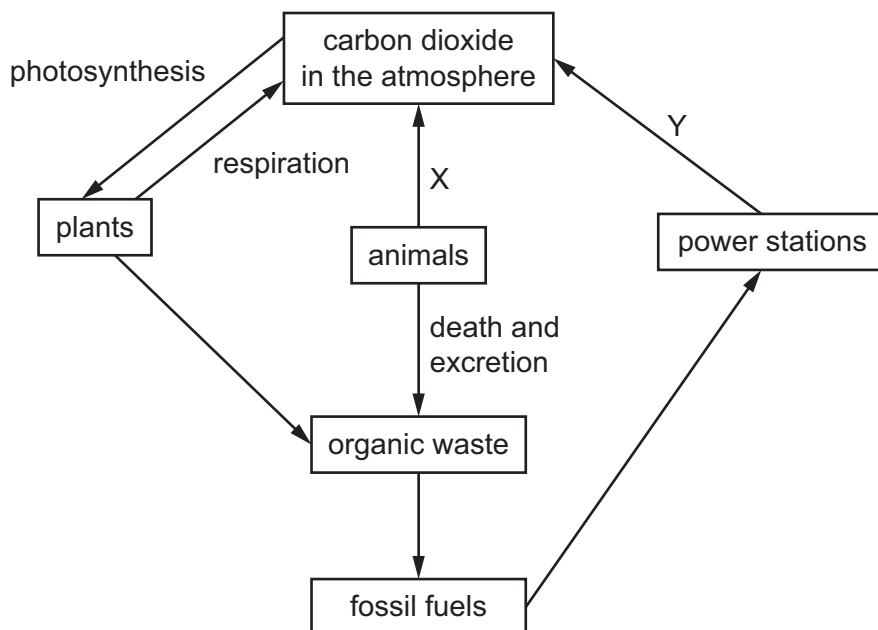 carbon dioxide
in the atmosphere
photosynthesis
Y
respiration
X
plants
animals
power stations
death and
excretion
organic waste
fossil fuels